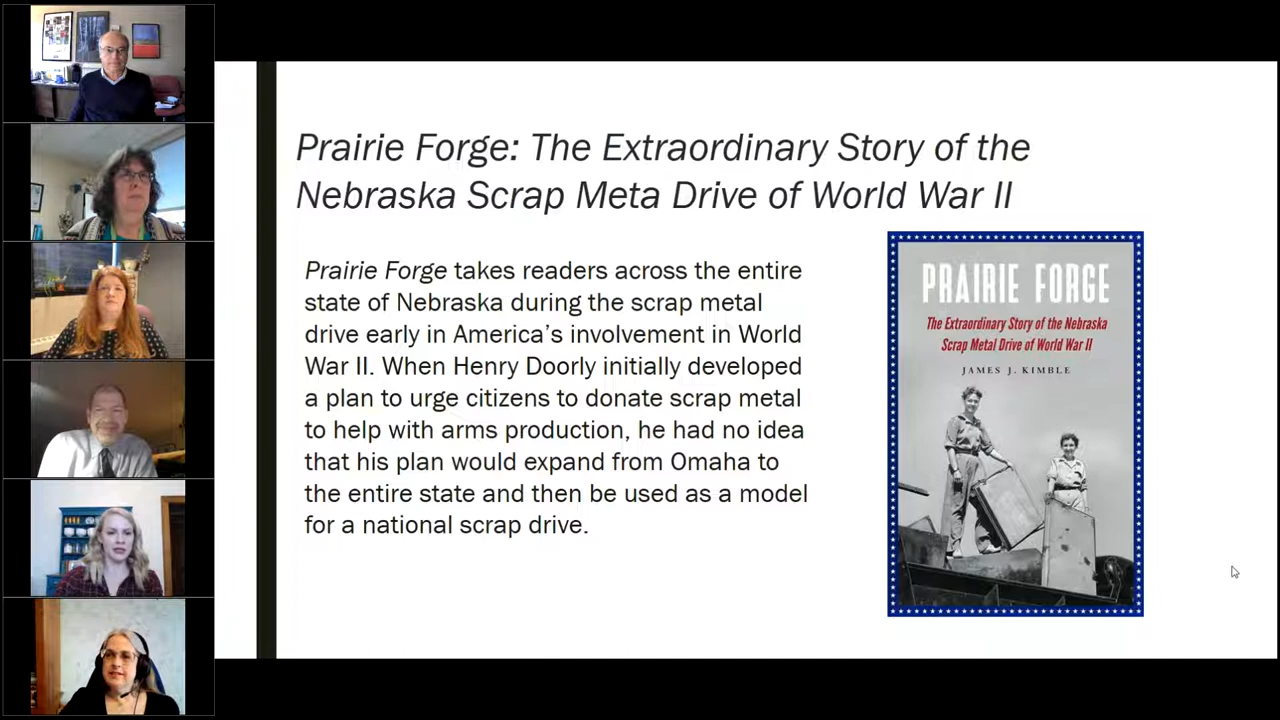 Prairie Forge: The Extraordinary Story of the
Nebraska Scrap Meta Drive of World War II
Prairie Forge takes readers across the entire
state of Nebraska during the scrap metal
drive early in America's involvement in World
War II. When Henry Doorly initially developed
a plan to urge citizens to donate scrap metal
to help with arms production, he had no idea
that his plan would expand from Omaha to
the entire state and then be used as a model
for a national scrap drive.
PRAIRIE FORGE
The Extraordinary Story of the Nebraska
Scrap Metal Drive of World War II
JAMES J. KIMBLE